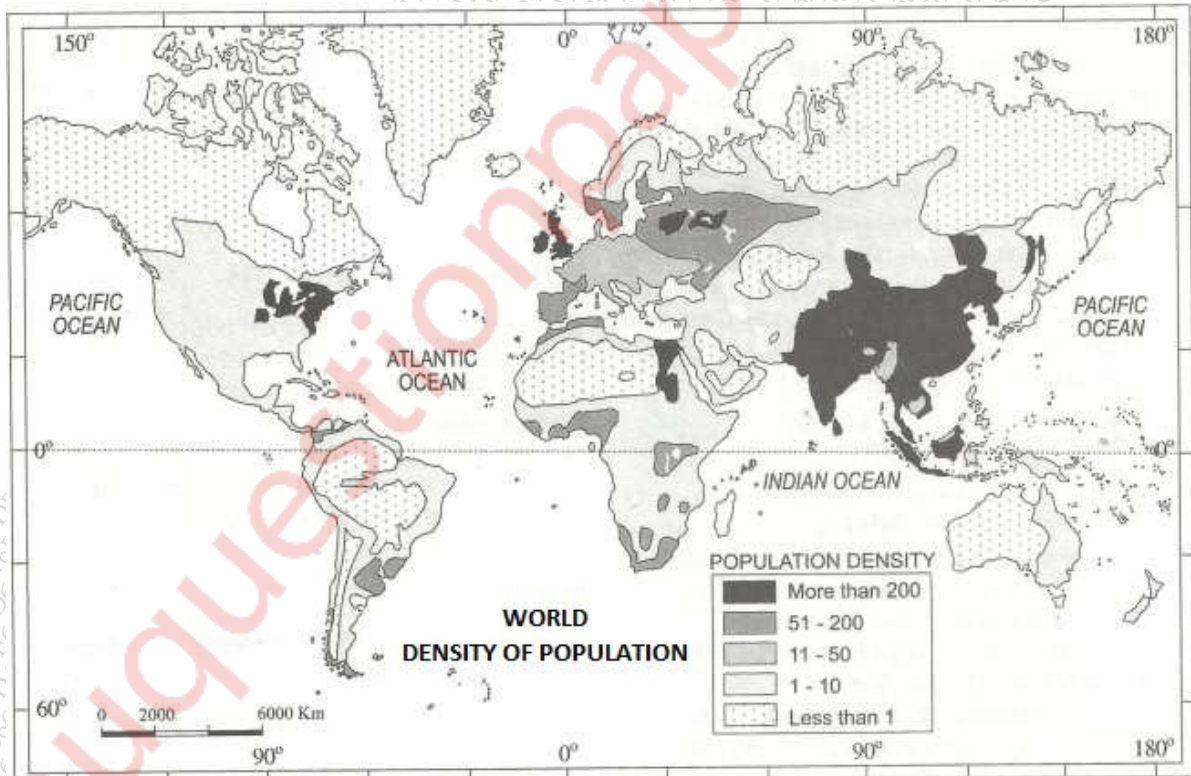 150° 0° 90° 180°
PACIFIC
OCEAN
ATLANTIC
OCEAN
PACIFIC
OCEAN
0° 0°
INDIAN OCEAN
POPULATION DENSITY
More than 200
51 - 200
11 - 50
1 - 10
Less than 1
WORLD
DENSITY OF POPULATION
60°
0 2000 6000 Km
90° 0° 90° 180°
uquestionpap